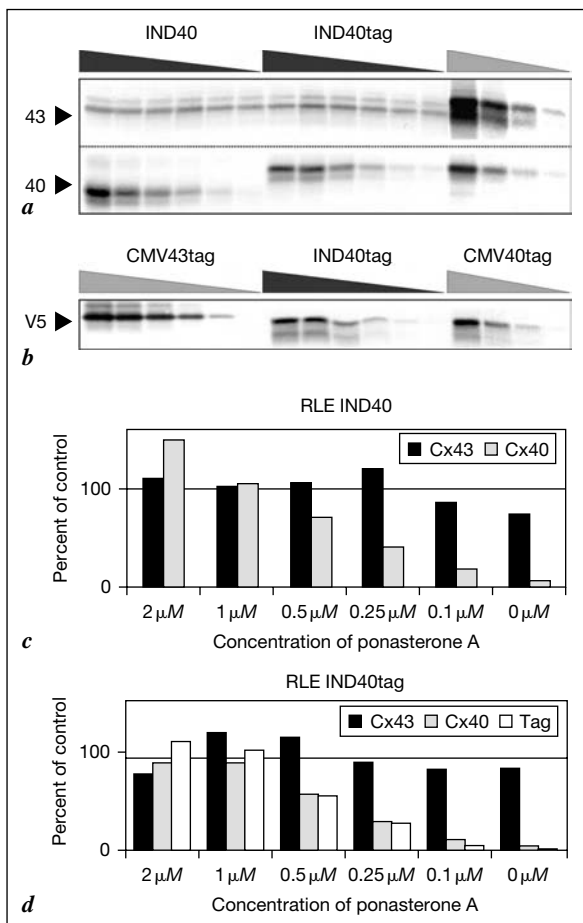 IND40 IND40tag
43
40
a
CMV43tag IND40tag CMV40tag
V5
b
RLE IND40
Cx43 Cx40
Percent of control
100
0
2 μM 1 μM 0.5 μM 0.25 μM 0.1 μM 0 μM
c Concentration of ponasterone A
RLE IND40tag
Cx43 Cx40 Tag
Percent of control
100
0
2 μM 1 μM 0.5 μM 0.25 μM 0.1 μM 0 μM
d Concentration of ponasterone A